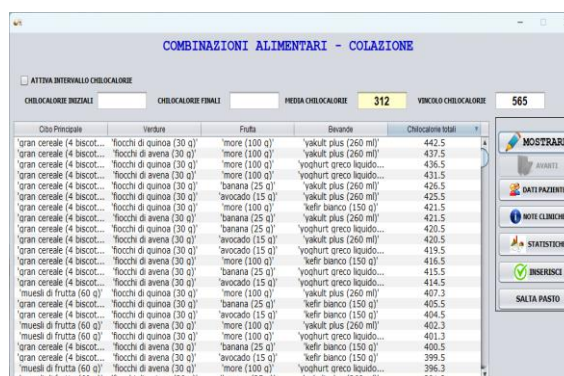 COMBINAZIONI ALIMENTARI - COLAZIONE
ATTIVA INTERVALLO CHILOCALORIE
CHILOCALORIE INIZIALI CHILOCALORIE FINALI MEDIA CHILOCALORIE 312 VINCOLO CHILOCALORIE 565
Cibo Principale Verdure Frutta Bevande Chilocalorie totali
'gran cereale (4 biscot... 'fiocchi di quinoa (30 g)' 'more (100 g)' 'yakult plus (260 ml)' 442.5
'gran cereale (4 biscot... 'fiocchi di avena (30 g)' 'more (100 g)' 'yakult plus (260 ml)' 437.5
'gran cereale (4 biscot... 'fiocchi di quinoa (30 g)' 'more (100 g)' 'yoghurt greco liquido... 436.5
'gran cereale (4 biscot... 'fiocchi di avena (30 g)' 'more (100 g)' 'yoghurt greco liquido... 431.5
'gran cereale (4 biscot... 'fiocchi di quinoa (30 g)' 'banana (25 g)' 'yakult plus (260 ml)' 426.5
'gran cereale (4 biscot... 'fiocchi di quinoa (30 g)' 'avocado (15 g)' 'yakult plus (260 ml)' 425.5
'gran cereale (4 biscot... 'fiocchi di quinoa (30 g)' 'more (100 g)' 'kefir bianco (150 g)' 421.5
'gran cereale (4 biscot... 'fiocchi di avena (30 g)' 'banana (25 g)' 'yakult plus (260 ml)' 421.5
'gran cereale (4 biscot... 'fiocchi di quinoa (30 g)' 'banana (25 g)' 'yoghurt greco liquido... 420.5
'gran cereale (4 biscot... 'fiocchi di avena (30 g)' 'avocado (15 g)' 'yakult plus (260 ml)' 420.5
'gran cereale (4 biscot... 'fiocchi di quinoa (30 g)' 'avocado (15 g)' 'yoghurt greco liquido... 419.5
'gran cereale (4 biscot... 'fiocchi di avena (30 g)' 'more (100 g)' 'kefir bianco (150 g)' 416.5
'gran cereale (4 biscot... 'fiocchi di avena (30 g)' 'banana (25 g)' 'yoghurt greco liquido... 415.5
'gran cereale (4 biscot... 'fiocchi di avena (30 g)' 'avocado (15 g)' 'yoghurt greco liquido... 414.5
'muesli di frutta (60 g)' 'fiocchi di quinoa (30 g)' 'more (100 g)' 'yakult plus (260 ml)' 407.3
'gran cereale (4 biscot... 'fiocchi di quinoa (30 g)' 'banana (25 g)' 'kefir bianco (150 g)' 405.5
'gran cereale (4 biscot... 'fiocchi di quinoa (30 g)' 'avocado (15 g)' 'kefir bianco (150 g)' 404.5
'muesli di frutta (60 g)' 'fiocchi di avena (30 g)' 'more (100 g)' 'yakult plus (260 ml)' 402.3
'muesli di frutta (60 g)' 'fiocchi di quinoa (30 g)' 'more (100 g)' 'yoghurt greco liquido... 401.3
'gran cereale (4 biscot... 'fiocchi di avena (30 g)' 'banana (25 g)' 'kefir bianco (150 g)' 400.5
'gran cereale (4 biscot... 'fiocchi di avena (30 g)' 'avocado (15 g)' 'kefir bianco (150 g)' 399.5
'muesli di frutta (60 g)' 'fiocchi di avena (30 g)' 'more (100 g)' 'yoghurt greco liquido... 396.3
MOSTRARE
AVANTI
DATI PAZIENTE
NOTE CLINICHE
STATISTICHE
INSERISCI
SALTA PASTO